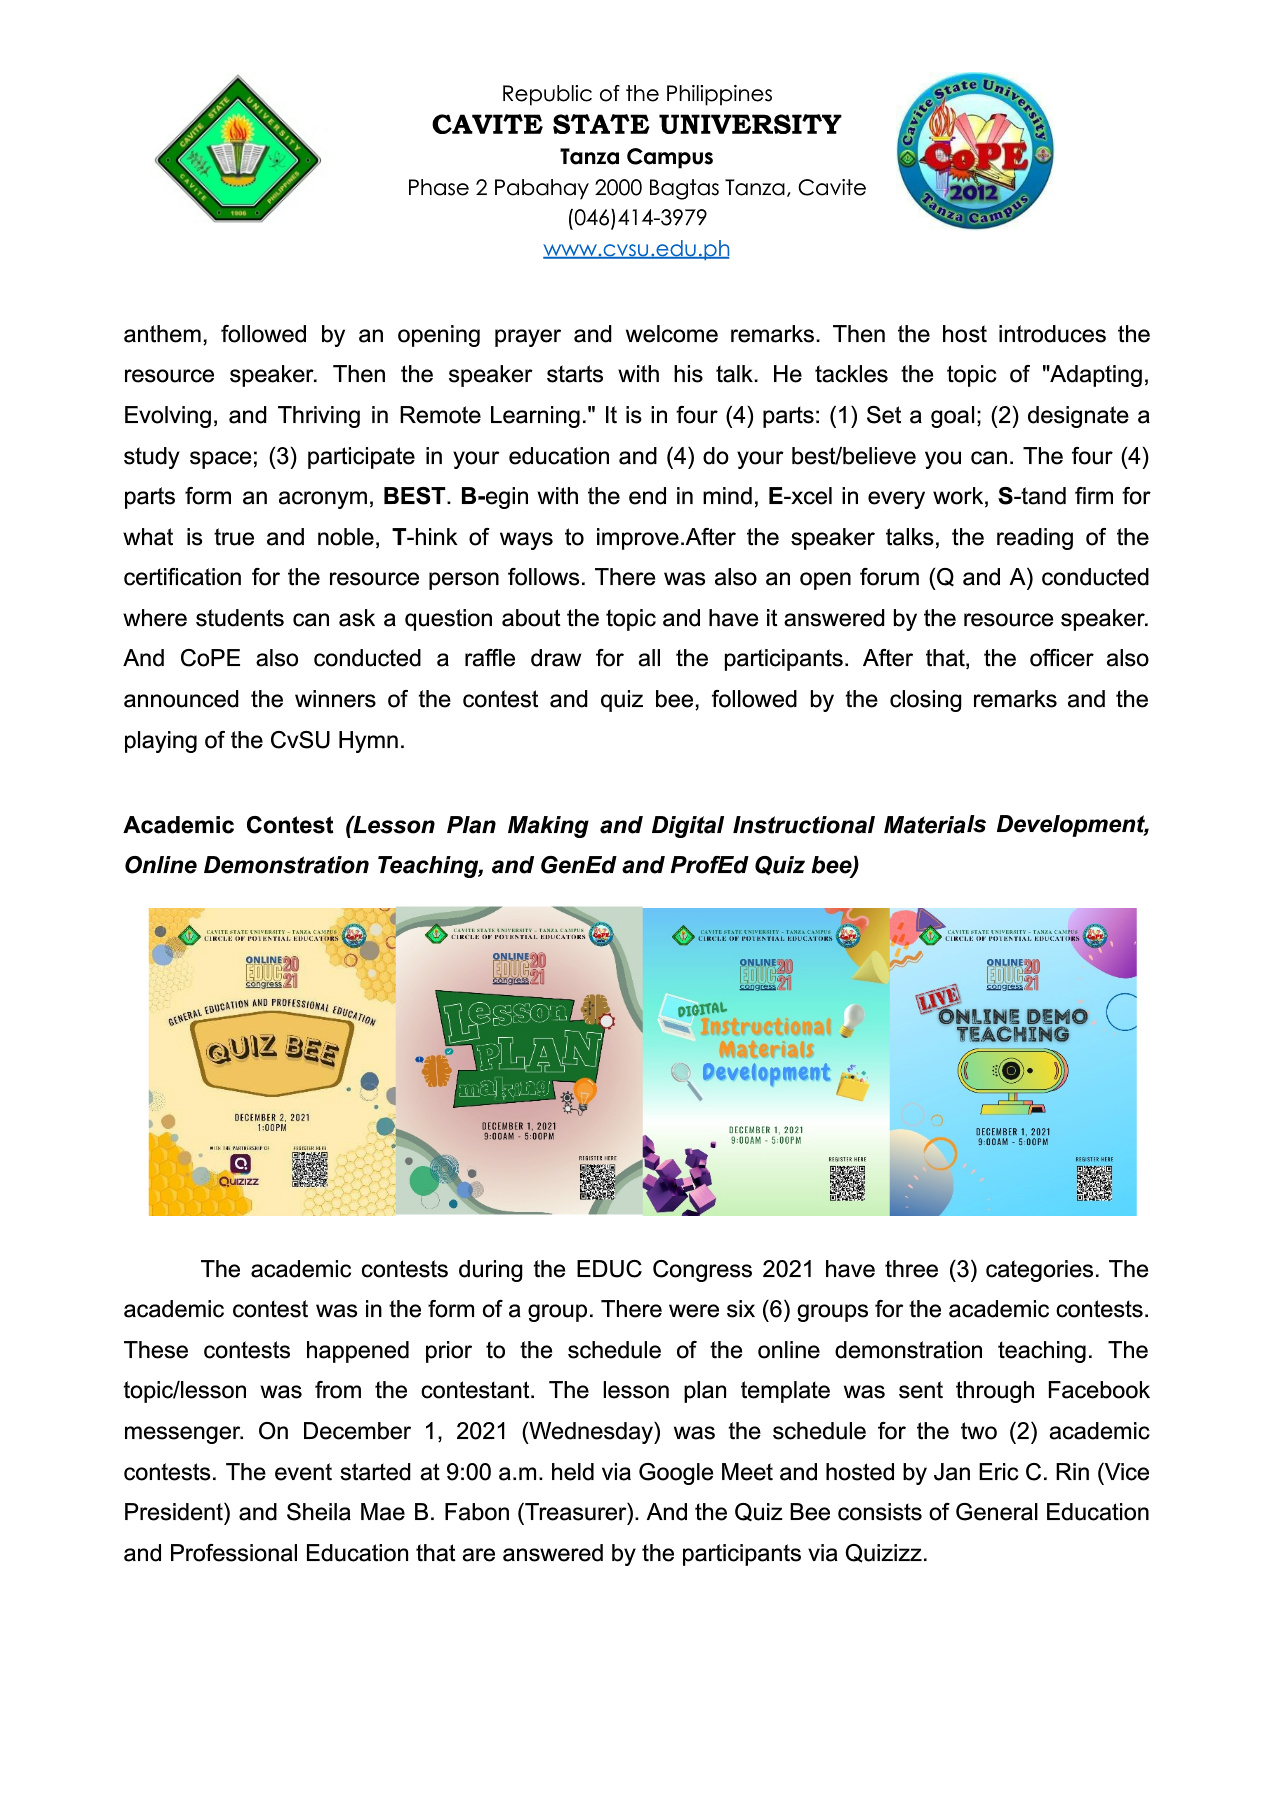 Republic of the Philippines
CAVITE STATE UNIVERSITY
Tanza Campus
Phase 2 Pabahay 2000 Bagtas Tanza, Cavite
(046)414-3979
www.cvsu.edu.ph
CAVITE STATE UNIVERSITY
CAVITE PHILIPPINES
1906
Cavite State University
CoPE
2012
Tanza Campus
anthem, followed by an opening prayer and welcome remarks. Then the host introduces the
resource speaker. Then the speaker starts with his talk. He tackles the topic of "Adapting,
Evolving, and Thriving in Remote Learning." It is in four (4) parts: (1) Set a goal; (2) designate a
study space; (3) participate in your education and (4) do your best/believe you can. The four (4)
parts form an acronym, BEST. B-egin with the end in mind, E-xcel in every work, S-tand firm for
what is true and noble, T-hink of ways to improve.After the speaker talks, the reading of the
certification for the resource person follows. There was also an open forum (Q and A) conducted
where students can ask a question about the topic and have it answered by the resource speaker.
And CoPE also conducted a raffle draw for all the participants. After that, the officer also
announced the winners of the contest and quiz bee, followed by the closing remarks and the
playing of the CvSU Hymn.
Academic Contest (Lesson Plan Making and Digital Instructional Materials Development,
Online Demonstration Teaching, and GenEd and ProfEd Quiz bee)
CAVITE STATE UNIVERSITY - TANZA CAMPUS
CIRCLE OF POTENTIAL EDUCATORS
ONLINE
EDUC
congress
2021
GENERAL EDUCATION AND PROFESSIONAL EDUCATION
QUIZ BEE
DECEMBER 2, 2021
1:00PM
WITH THE PARTNERSHIP OF
Quizizz
REGISTER HERE
CAVITE STATE UNIVERSITY - TANZA CAMPUS
CIRCLE OF POTENTIAL EDUCATORS
ONLINE
EDUC
congress
2021
Lesson
PLAN
making
DECEMBER 1, 2021
9:00AM - 5:00PM
REGISTER HERE
CAVITE STATE UNIVERSITY - TANZA CAMPUS
CIRCLE OF POTENTIAL EDUCATORS
ONLINE
EDUC
congress
2021
DIGITAL
Instructional
Materials
Development
DECEMBER 1, 2021
9:00AM - 5:00PM
REGISTER HERE
CAVITE STATE UNIVERSITY - TANZA CAMPUS
CIRCLE OF POTENTIAL EDUCATORS
ONLINE
EDUC
congress
2021
LIVE
ONLINE DEMO
TEACHING
DECEMBER 1, 2021
9:00AM - 5:00PM
REGISTER HERE
The academic contests during the EDUC Congress 2021 have three (3) categories. The
academic contest was in the form of a group. There were six (6) groups for the academic contests.
These contests happened prior to the schedule of the online demonstration teaching. The
topic/lesson was from the contestant. The lesson plan template was sent through Facebook
messenger. On December 1, 2021 (Wednesday) was the schedule for the two (2) academic
contests. The event started at 9:00 a.m. held via Google Meet and hosted by Jan Eric C. Rin (Vice
President) and Sheila Mae B. Fabon (Treasurer). And the Quiz Bee consists of General Education
and Professional Education that are answered by the participants via Quizizz.